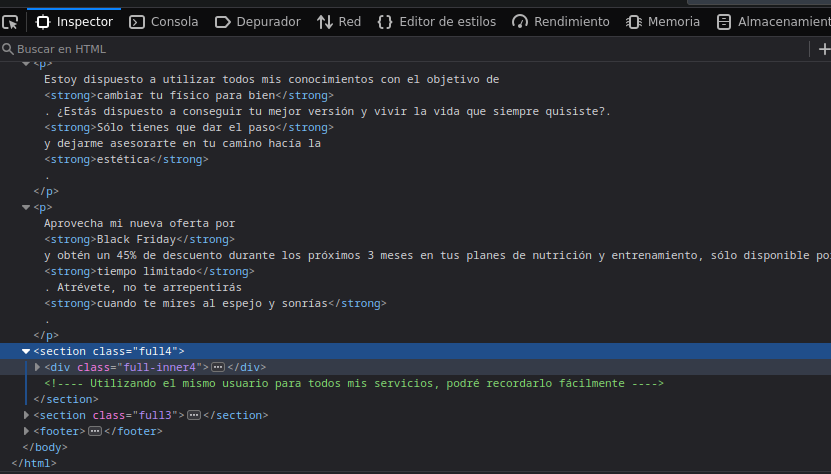 Inspector Consola Depurador Red Editor de estilos Rendimiento Memoria Almacenamient
Buscar en HTML
<p>
Estoy dispuesto a utilizar todos mis conocimientos con el objetivo de
<strong>cambiar tu físico para bien</strong>
. ¿Estás dispuesto a conseguir tu mejor versión y vivir la vida que siempre quisiste?.
<strong>Sólo tienes que dar el paso</strong>
y dejarme asesorarte en tu camino hacía la
<strong>estética</strong>
.
</p>
<p>
Aprovecha mi nueva oferta por
<strong>Black Friday</strong>
y obtén un 45% de descuento durante los próximos 3 meses en tus planes de nutrición y entrenamiento, sólo disponible po
<strong>tiempo limitado</strong>
. Atrévete, no te arrepentirás
<strong>cuando te mires al espejo y sonrías</strong>
.
</p>
<section class="full4">
<div class="full-inner4"> ••• </div>
<!---- Utilizando el mismo usuario para todos mis servicios, podré recordarlo fácilmente ---->
</section>
<section class="full3"> ••• </section>
<footer> ••• </footer>
</body>
</html>